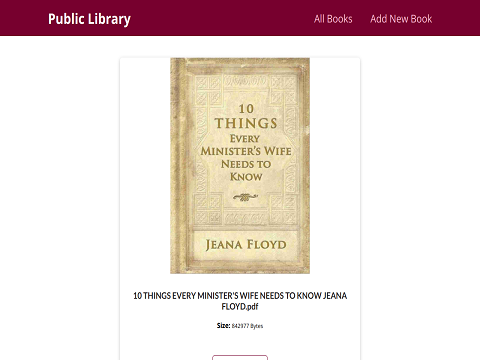 Public Library
All Books
Add New Book
10
THINGS
EVERY
MINISTER'S WIFE
NEEDS TO
KNOW
JEANA FLOYD
10 THINGS EVERY MINISTER'S WIFE NEEDS TO KNOW JEANA
FLOYD.pdf
Size: 842977 Bytes